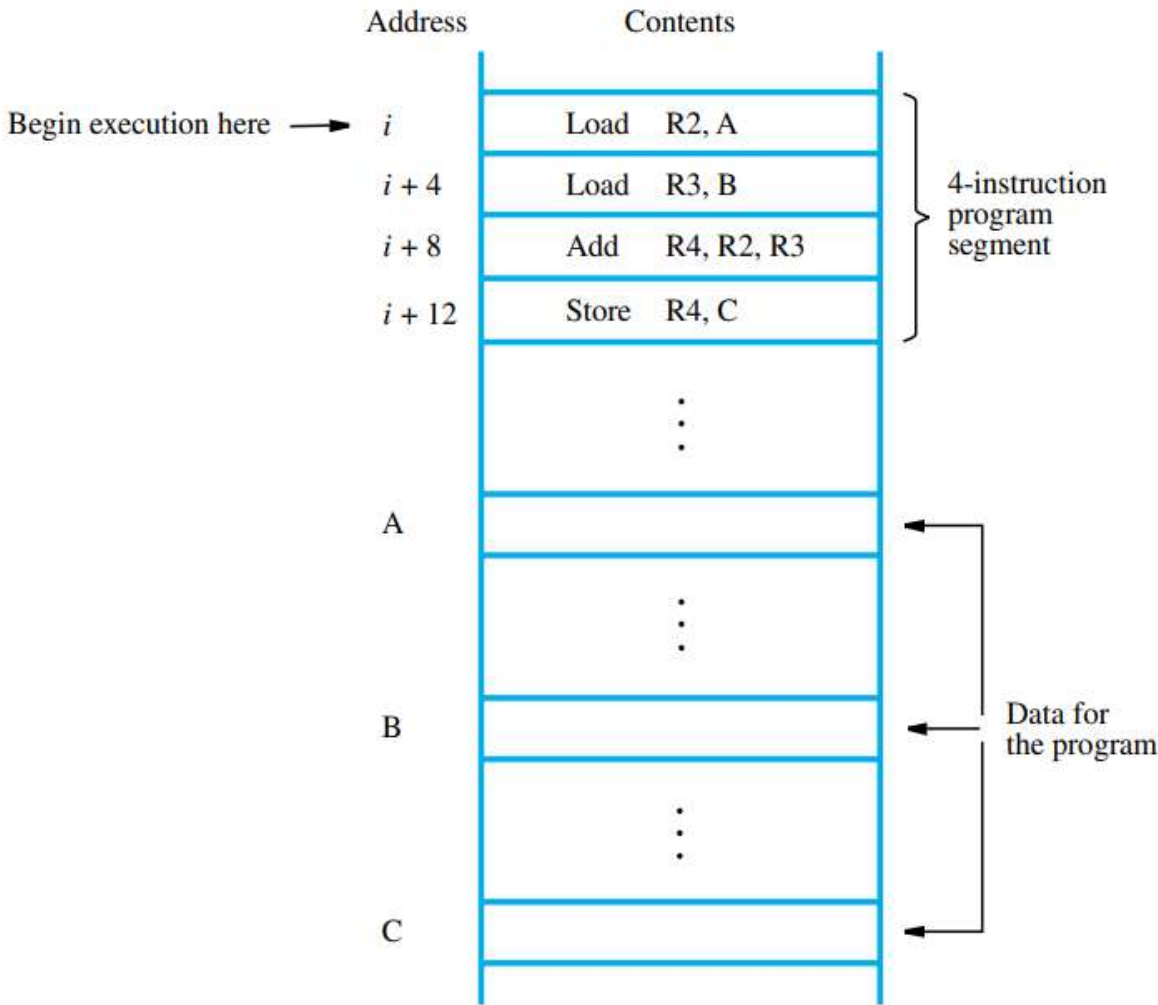 Address Contents
Begin execution here i Load R2, A
i + 4 Load R3, B
i + 8 Add R4, R2, R3
i + 12 Store R4, C
4-instruction
program
segment
A
B
Data for
the program
C